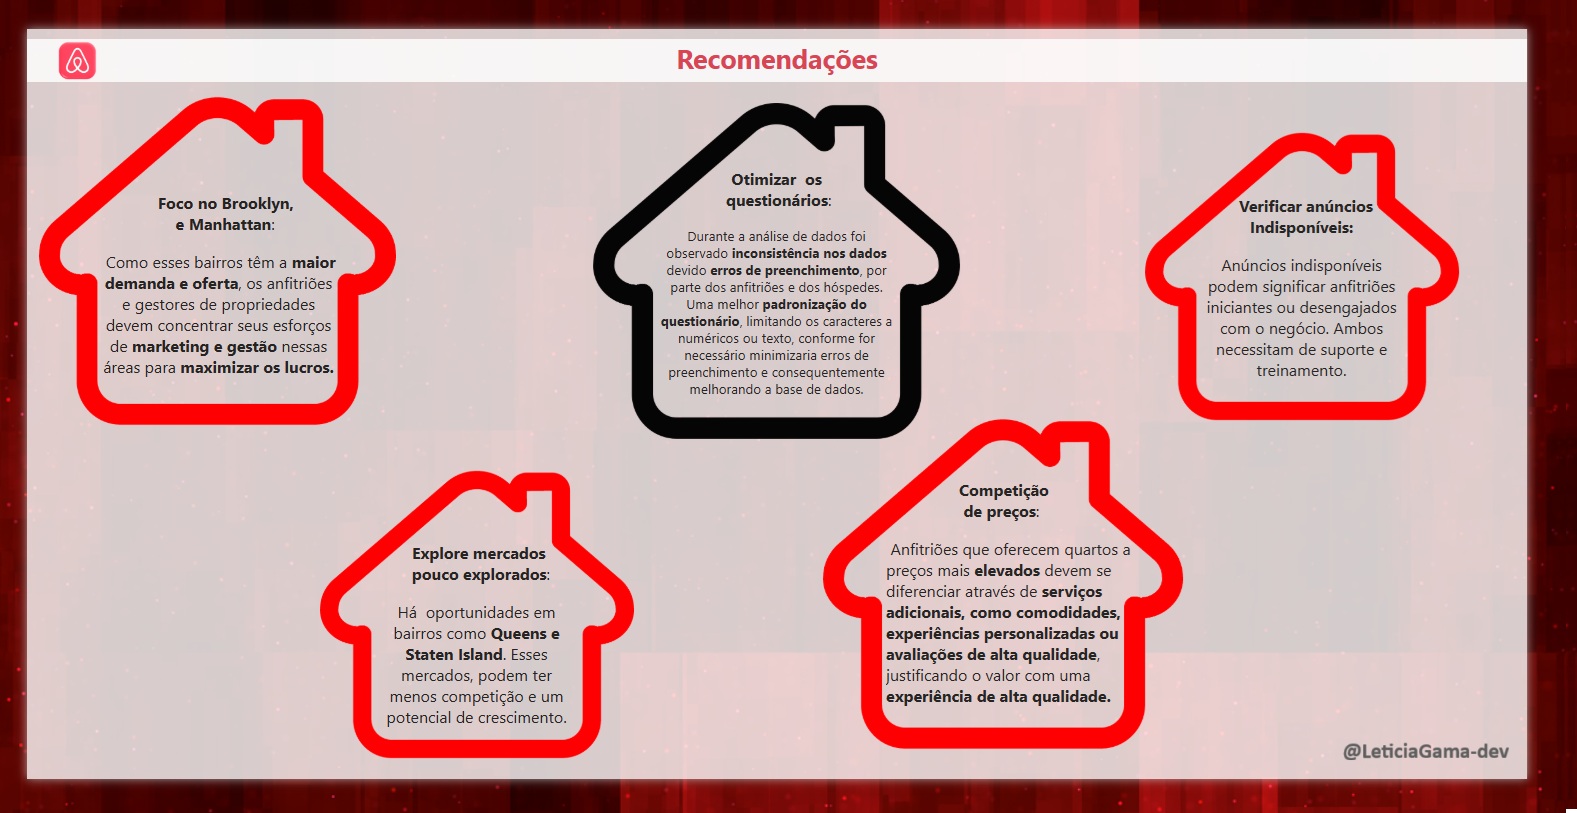 Recomendações
Foco no Brooklyn,
e Manhattan:
Como esses bairros têm a maior
demanda e oferta, os anfitriões
e gestores de propriedades
devem concentrar seus esforços
de marketing e gestão nessas
áreas para maximizar os lucros.
Otimizar  os
questionários:
Durante a análise de dados foi
observado inconsistência nos dados
devido erros de preenchimento, por
parte dos anfitriões e dos hóspedes.
Uma melhor padronização do
questionário, limitando os caracteres a
numéricos ou texto, conforme for
necessário minimizaria erros de
preenchimento e consequentemente
melhorando a base de dados.
Verificar anúncios
Indisponíveis:
Anúncios indisponíveis
podem significar anfitriões
iniciantes ou desengajados
com o negócio. Ambos
necessitam de suporte e
treinamento.
Explore mercados
pouco explorados:
Há  oportunidades em
bairros como Queens e
Staten Island. Esses
mercados, podem ter
menos competição e um
potencial de crescimento.
Competição
de preços:
Anfitriões que oferecem quartos a
preços mais elevados devem se
diferenciar através de serviços
adicionais, como comodidades,
experiências personalizadas ou
avaliações de alta qualidade,
justificando o valor com uma
experiência de alta qualidade.
@LeticiaGama-dev